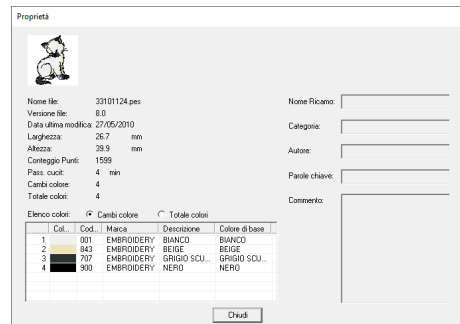 Proprietà
Nome file: 33101124.pes
Versione file: 8.0
Data ultima modifica: 27/05/2010
Larghezza: 26.7 mm
Altezza: 39.9 mm
Conteggio Punti: 1599
Pass. cucit: 4 min
Cambi colore: 4
Totale colori: 4
Elenco colori: Cambi colore Totale colori
Col... Cod... Marca Descrizione Colore di base
1 001 EMBROIDERY BIANCO BIANCO
2 843 EMBROIDERY BEIGE BEIGE
3 707 EMBROIDERY GRIGIO SCU... GRIGIO SCU...
4 900 EMBROIDERY NERO NERO
Nome Ricamo:
Categoria:
Autore:
Parole chiave:
Commento:
Chiudi